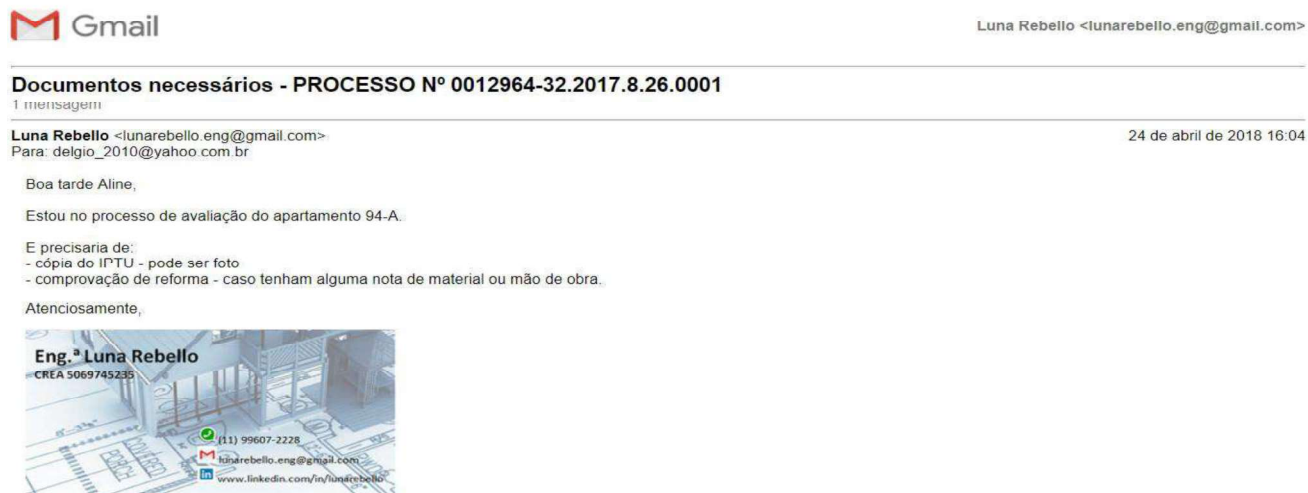 Gmail
Luna Rebello <lunarebello.eng@gmail.com>
Documentos necessários - PROCESSO Nº 0012964-32.2017.8.26.0001
1 mensagem
Luna Rebello <lunarebello.eng@gmail.com>
24 de abril de 2018 16:04
Para: delgio_2010@yahoo.com.br
Boa tarde Aline,
Estou no processo de avaliação do apartamento 94-A.
E precisaria de:
- cópia do IPTU - pode ser foto
- comprovação de reforma - caso tenham alguma nota de material ou mão de obra.
Atenciosamente,
Eng.ª Luna Rebello
CREA 5069745235
(11) 99607-2228
lunarebello.eng@gmail.com
www.linkedin.com/in/lunarebello
PORCH